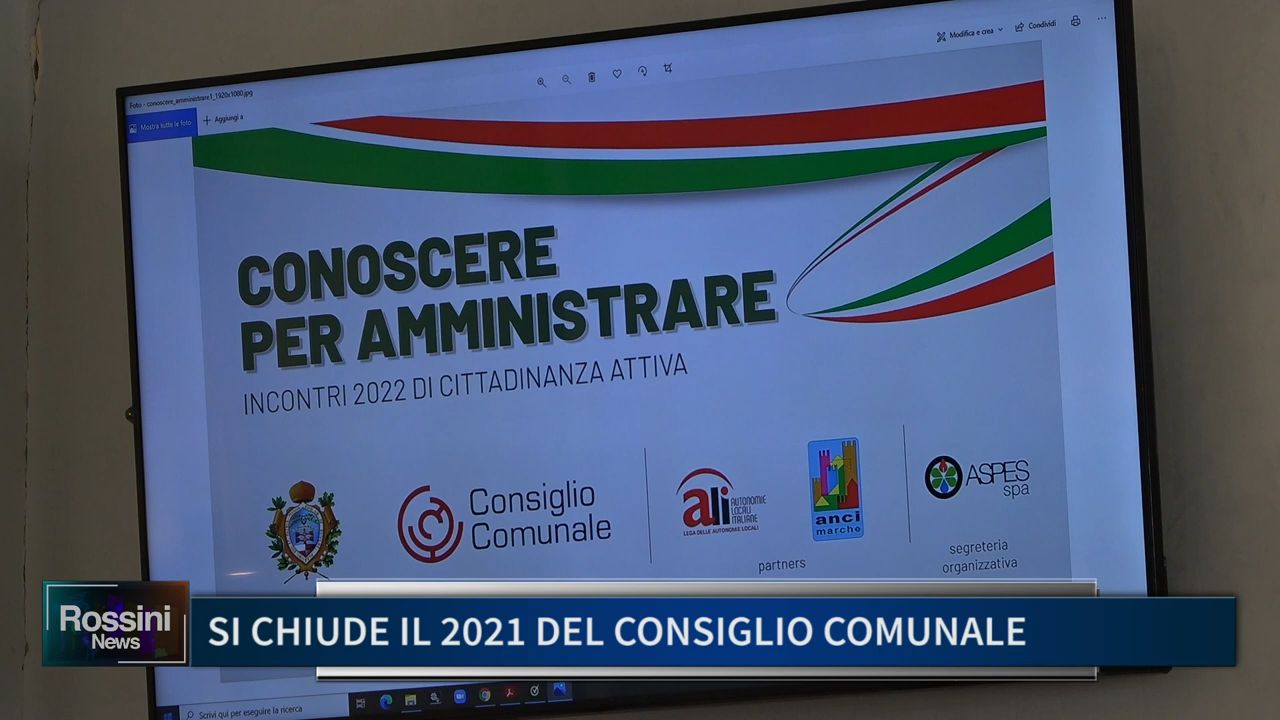 Modifica e crea
Condividi
Foto - conoscere_amministrare1_1920x1080.jpg
Mostra tutte le foto
Aggiungi a
CONOSCERE
PER AMMINISTRARE
INCONTRI 2022 DI CITTADINANZA ATTIVA
Consiglio
Comunale
ali
AUTONOMIE
LOCALI
ITALIANE
LEGA DELLE AUTONOMIE LOCALI
anci
marche
partners
ASPES
spa
segreteria
organizzativa
Rossini
News
SI CHIUDE IL 2021 DEL CONSIGLIO COMUNALE
Scrivi qui per eseguire la ricerca